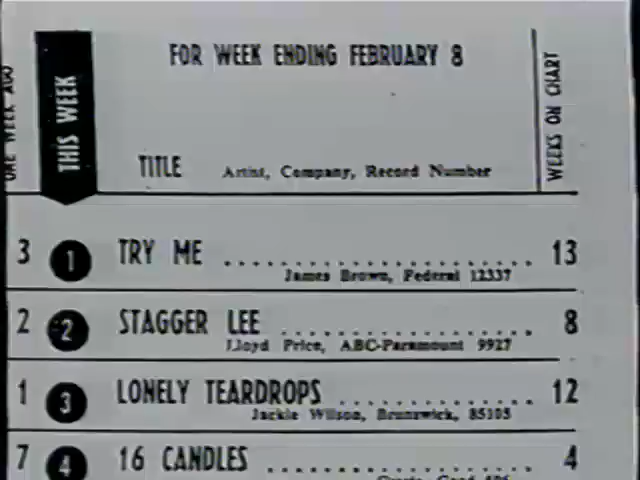 FOR WEEK ENDING FEBRUARY 8
ONE WEEK AGO
THIS WEEK
TITLE Artist, Company, Record Number
WEEKS ON CHART
3 1 TRY ME 13
James Brown, Federal 12337
2 2 STAGGER LEE 8
Lloyd Price, ABC-Paramount 9927
1 3 LONELY TEARDROPS 12
Jackie Wilson, Brunswick, 85105
7 4 16 CANDLES 4